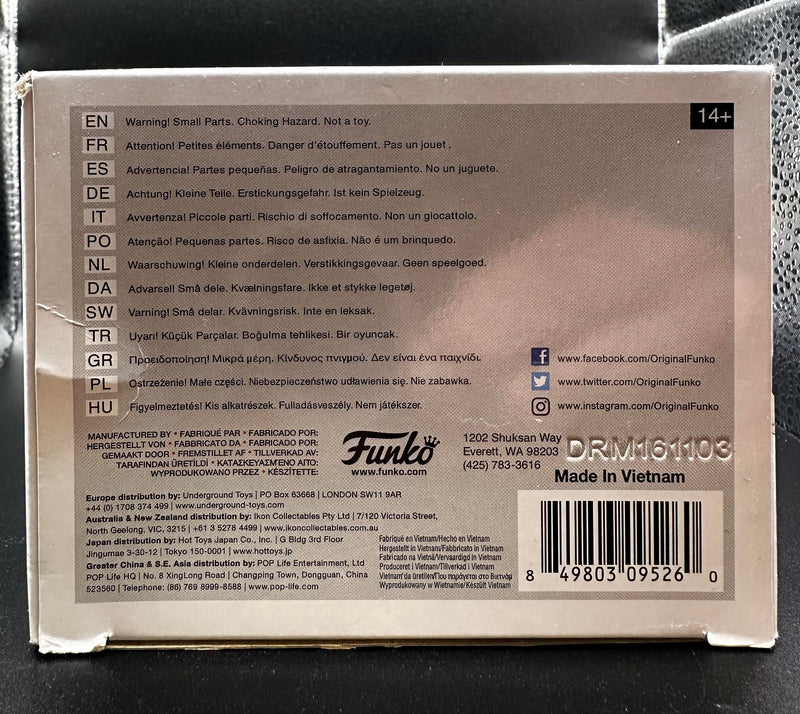 14+
EN Warning! Small Parts. Choking Hazard. Not a toy.
FR Attention! Petites éléments. Danger d'étouffement. Pas un jouet .
ES Advertencia! Partes pequeñas. Peligro de atragantamiento. No un juguete.
DE Achtung! Kleine Teile. Erstickungsgefahr. Ist kein Spielzeug.
IT Avvertenza! Piccole parti. Rischio di soffocamento. Non un giocattolo.
PO Atenção! Pequenas partes. Risco de asfixia. Não é um brinquedo.
NL Waarschuwing! Kleine onderdelen. Verstikkingsgevaar. Geen speelgoed.
DA Advarsel! Små dele. Kvælningsfare. Ikke et stykke legetøj.
SW Varning! Små delar. Kvävningsrisk. Inte en leksak.
TR Uyarı! Küçük Parçalar. Boğulma tehlikesi. Bir oyuncak.
GR Προειδοποίηση! Μικρά μέρη. Κίνδυνος πνιγμού. Δεν είναι ένα παιχνίδι.
PL Ostrzeżenie! Małe części. Niebezpieczeństwo udławienia się. Nie zabawka.
HU Figyelmeztetés! Kis alkatrészek. Fulladásveszély. Nem játékszer.
www.facebook.com/OriginalFunko
www.twitter.com/OriginalFunko
www.instagram.com/OriginalFunko
MANUFACTURED BY • FABRIQUÉ PAR • FABRICADO POR:
HERGESTELLT VON • FABBRICATO DA • FABRICADO POR:
GEMAAKT DOOR • FREMSTILLET AF • TILLVERKAD AV:
TARAFINDAN ÜRETİLDİ • ΚΑΤΑΣΚΕΥΑΣΜΕΝΟ ΑΠΟ:
WYPRODUKOWANO PRZEZ • KÉSZÍTETTE:
Funko
www.funko.com
1202 Shuksan Way
Everett, WA 98203
(425) 783-3616
DRM161103
Made In Vietnam
Europe distribution by: Underground Toys | PO Box 63668 | LONDON SW11 9AR
+44 (0) 1708 374 499 | www.underground-toys.com
Australia & New Zealand distribution by: Ikon Collectables Pty Ltd | 7/120 Victoria Street,
North Geelong, VIC. 3215 | +61 3 5278 4499 | www.ikoncollectables.com.au
Japan distribution by: Hot Toys Japan Co., Inc. | G Bldg 3rd Floor
Jingumae 3-30-12 | Tokyo 150-0001 | www.hottoys.jp
Greater China & S.E. Asia distribution by: POP Life Entertainment, Ltd
POP Life HQ | No. 8 XingLong Road | Changping Town, Dongguan, China
523560 | Telephone: (86) 769 8999-8588 | www.pop-life.com
Fabriqué en Vietnam/Hecho en Vietnam
Hergestellt in Vietnam/Fabbricato in Vietnam
Fabricado na Vietnã/Vervaardigd in Vietnam
Produceret i Vietnam/Tillverkad i Vietnam
Vietnam'da üretilen/Που παράγεται στο Βιετνάμ
Wyprodukowany w Wietnamie/Készült Vietnam
8 49803 09526 0